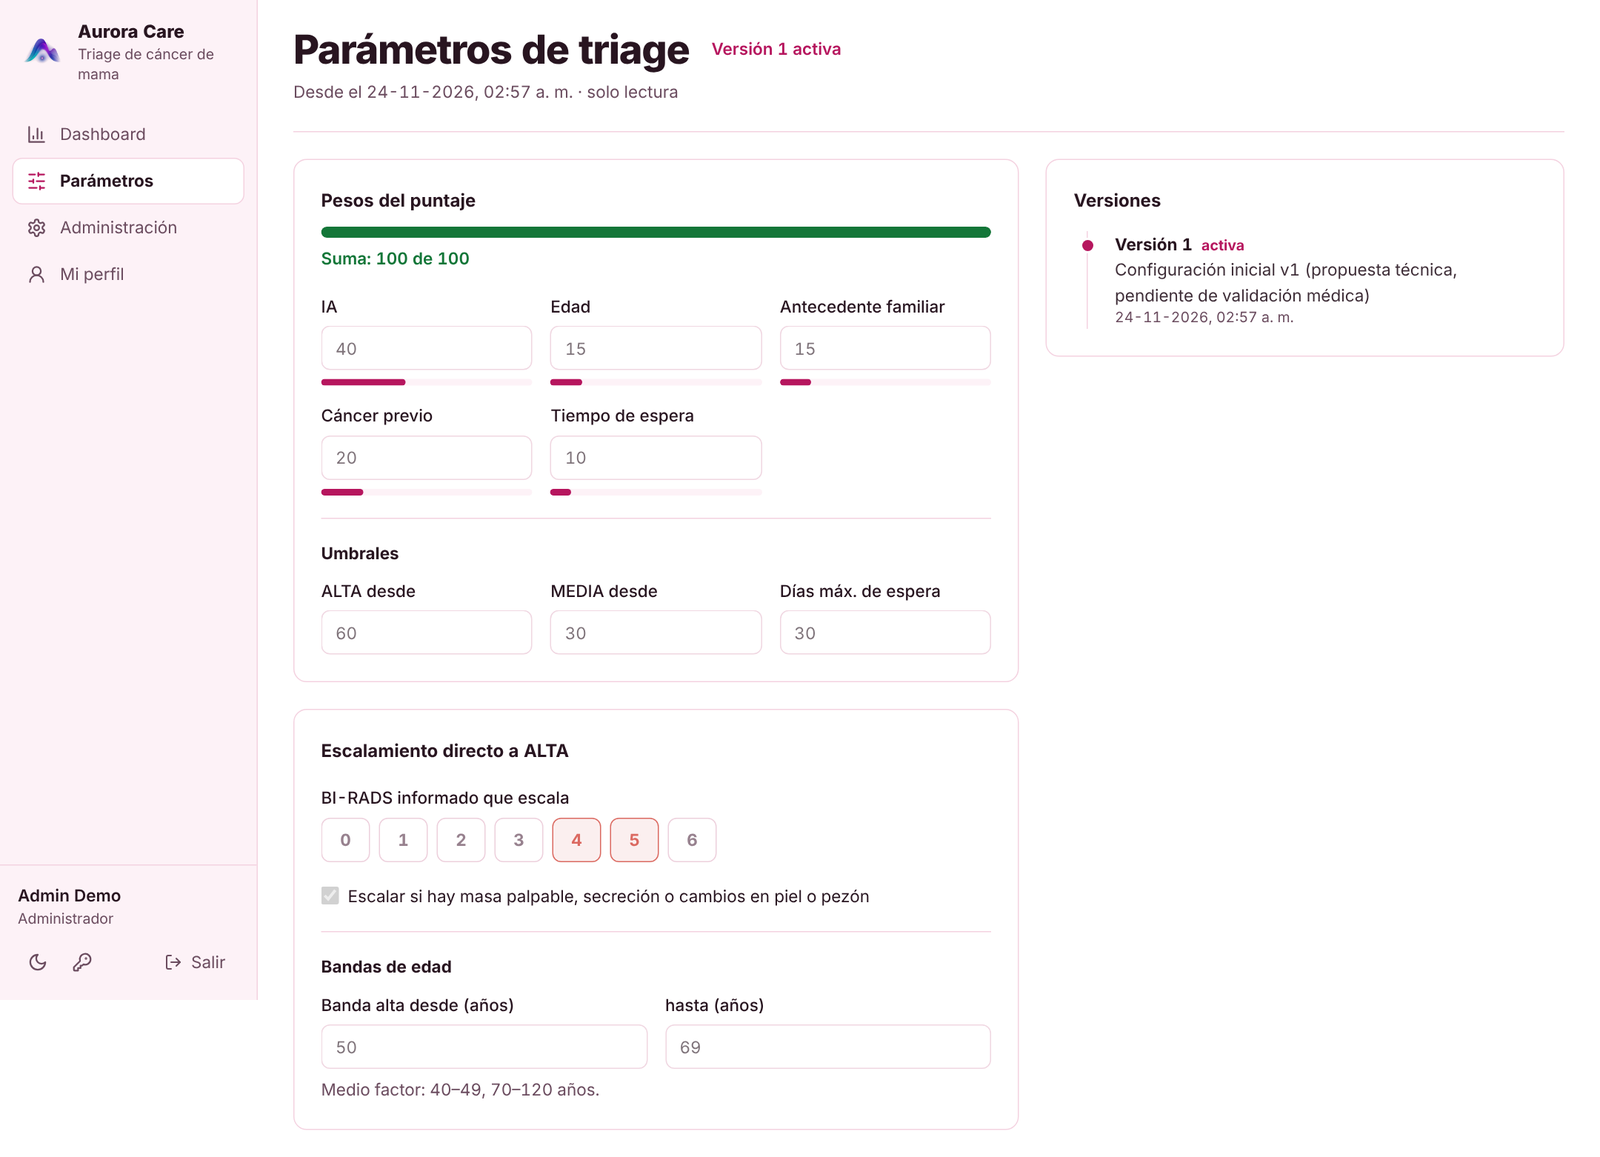 Aurora Care
Triage de cáncer de
mama
Dashboard
Parámetros
Administración
Mi perfil
Admin Demo
Administrador
Salir
Parámetros de triage
Versión 1 activa
Desde el 24-11-2026, 02:57 a. m. · solo lectura
Pesos del puntaje
Suma: 100 de 100
IA
Edad
Antecedente familiar
40
15
15
Cáncer previo
Tiempo de espera
20
10
Umbrales
ALTA desde
MEDIA desde
Días máx. de espera
60
30
30
Escalamiento directo a ALTA
BI-RADS informado que escala
0
1
2
3
4
5
6
Escalar si hay masa palpable, secreción o cambios en piel o pezón
Bandas de edad
Banda alta desde (años)
hasta (años)
50
69
Medio factor: 40–49, 70–120 años.
Versiones
Versión 1 activa
Configuración inicial v1 (propuesta técnica,
pendiente de validación médica)
24-11-2026, 02:57 a. m.